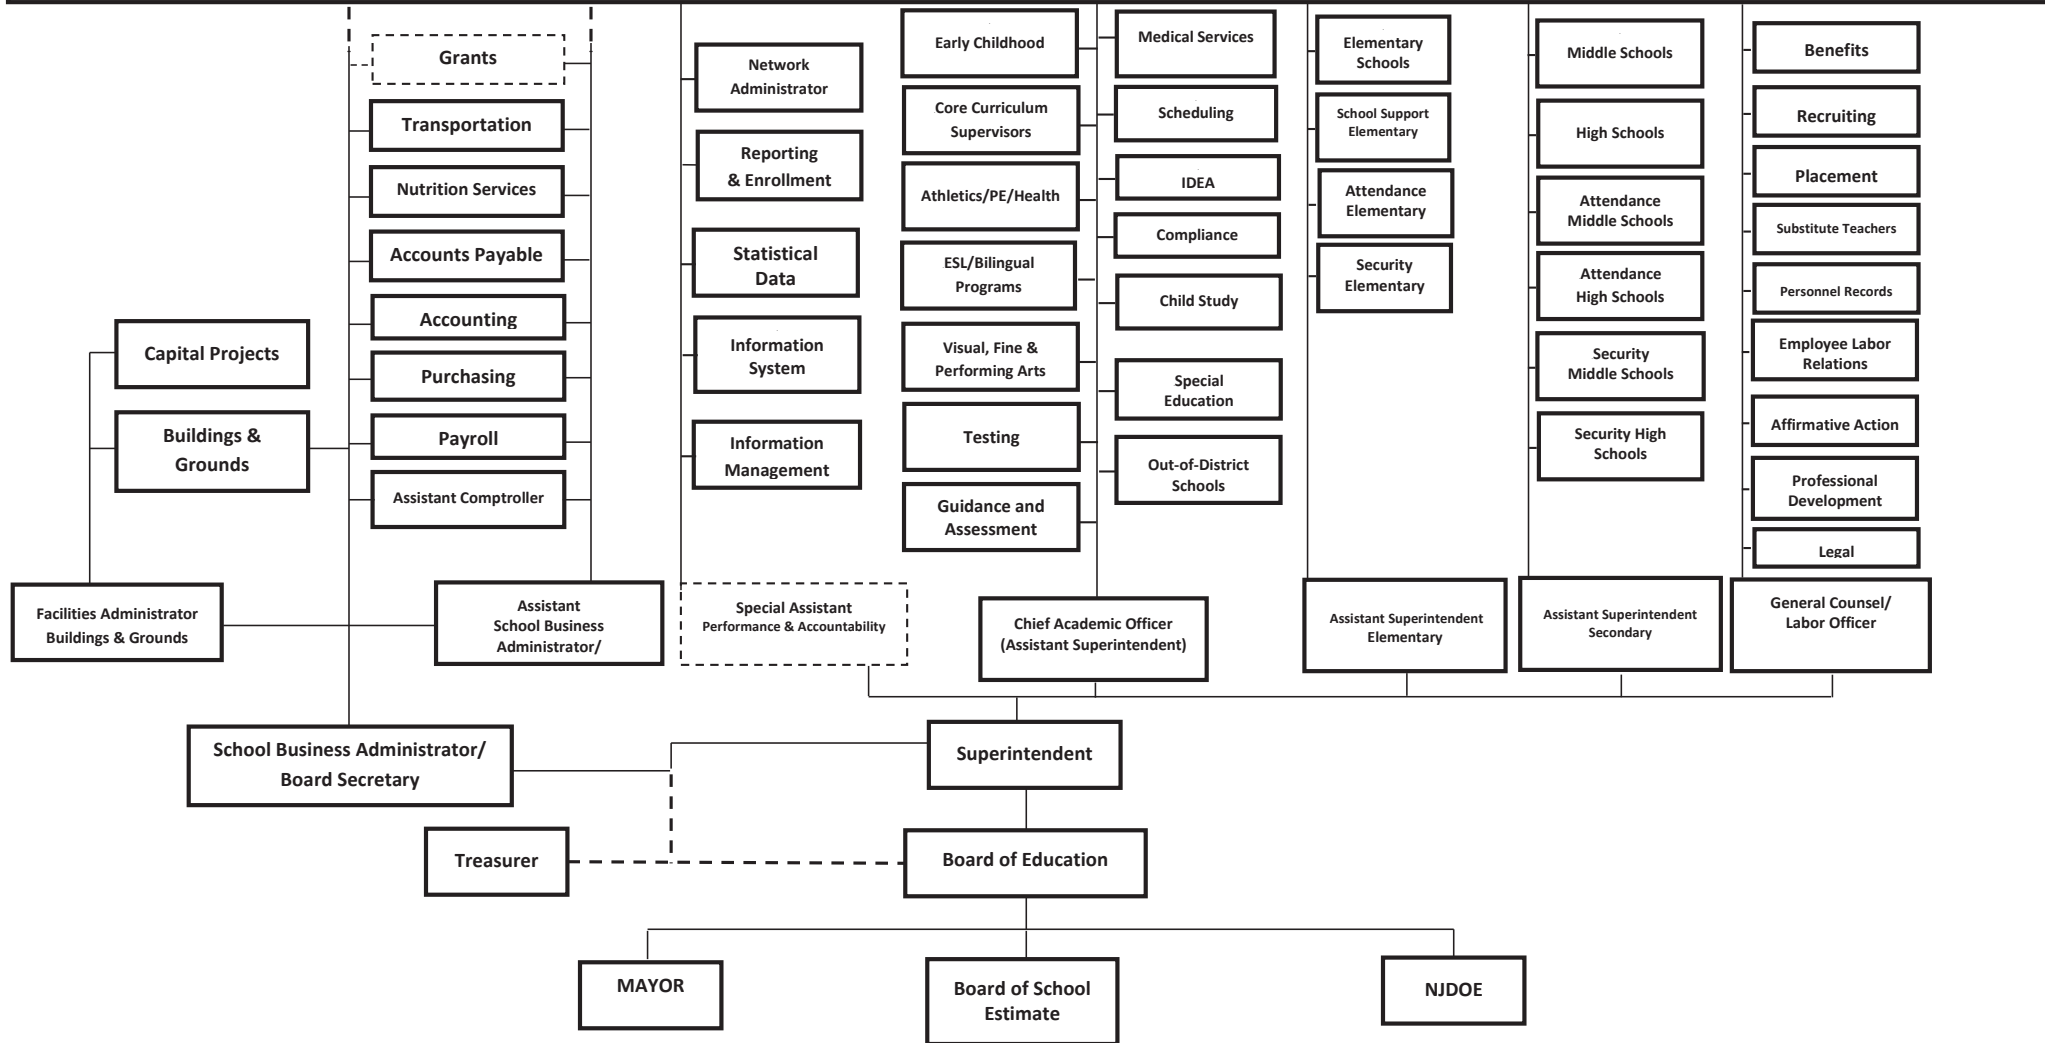 Grants
Transportation
Nutrition Services
Accounts Payable
Accounting
Purchasing
Payroll
Assistant Comptroller
Capital Projects
Buildings &
Grounds
Network
Administrator
Reporting
& Enrollment
Statistical
Data
Information
System
Information
Management
Early Childhood
Core Curriculum
Supervisors
Athletics/PE/Health
ESL/Bilingual
Programs
Visual, Fine &
Performing Arts
Testing
Guidance and
Assessment
Medical Services
Scheduling
IDEA
Compliance
Child Study
Special
Education
Out-of-District
Schools
Elementary
Schools
School Support
Elementary
Attendance
Elementary
Security
Elementary
Middle Schools
High Schools
Attendance
Middle Schools
Attendance
High Schools
Security
Middle Schools
Security High
Schools
Benefits
Recruiting
Placement
Substitute Teachers
Personnel Records
Employee Labor
Relations
Affirmative Action
Professional
Development
Legal
Facilities Administrator
Buildings & Grounds
Assistant
School Business
Administrator/
Special Assistant
Performance & Accountability
Chief Academic Officer
(Assistant Superintendent)
Assistant Superintendent
Elementary
Assistant Superintendent
Secondary
General Counsel/
Labor Officer
School Business Administrator/
Board Secretary
Superintendent
Treasurer
Board of Education
MAYOR
Board of School
Estimate
NJDOE